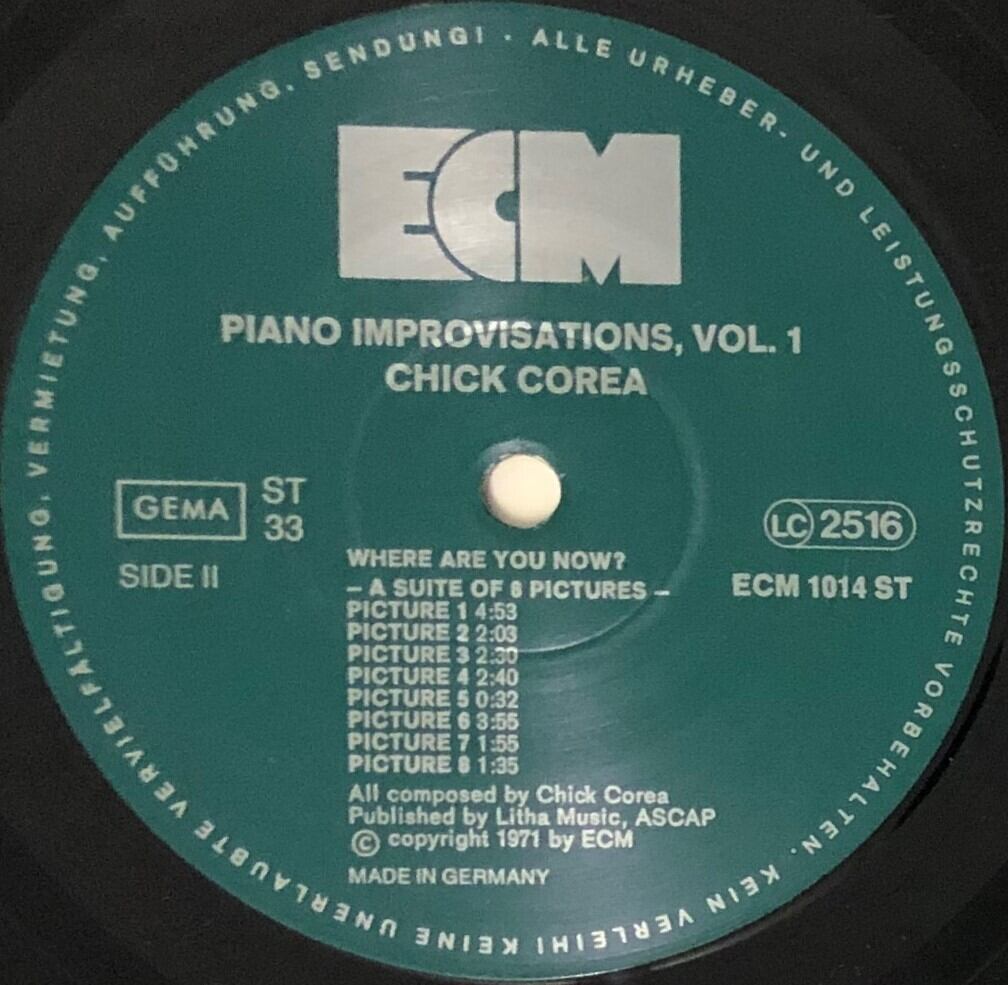 ALLE URHEBER- UND LEISTUNGSSCHUTZRECHTE VORBEHALTEN. KEIN VERLEIH! KEINE UNERLAUBTE VERVIELFÄLTIGUNG, VERMIETUNG, AUFFÜHRUNG, SENDUNG! ·
ECM
PIANO IMPROVISATIONS, VOL. 1
CHICK COREA
GEMA
ST
33
SIDE II
LC 2516
ECM 1014 ST
WHERE ARE YOU NOW?
– A SUITE OF 8 PICTURES –
PICTURE 1 4:53
PICTURE 2 2:03
PICTURE 3 2:30
PICTURE 4 2:40
PICTURE 5 0:32
PICTURE 6 3:55
PICTURE 7 1:55
PICTURE 8 1:35
All composed by Chick Corea
Published by Litha Music, ASCAP
© copyright 1971 by ECM
MADE IN GERMANY